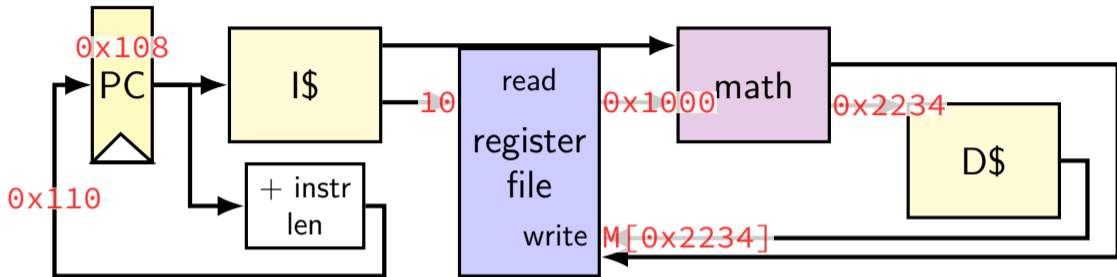 0x108
PC
I$
10
read
register
file
write
0x1000
math
0x2234
D$
0x110
+ instr
len
M[0x2234]